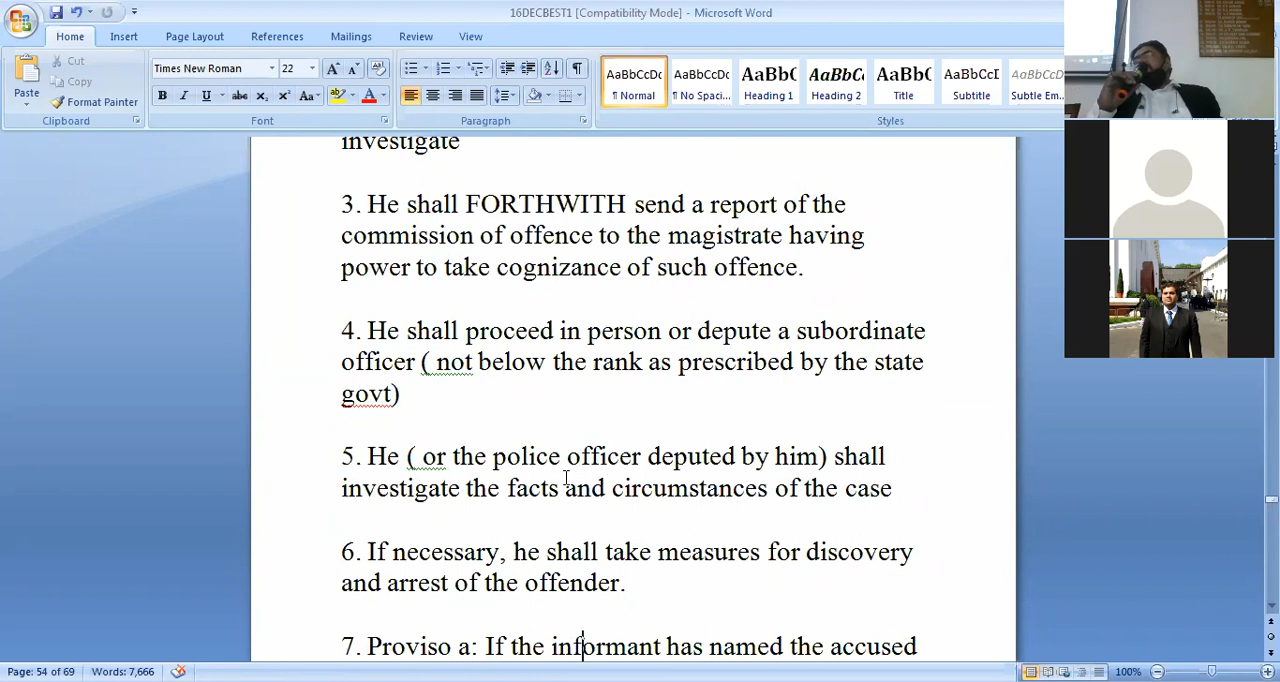 16DECBEST1 [Compatibility Mode] - Microsoft Word
Home Insert Page Layout References Mailings Review View
Paste
Cut
Copy
Format Painter
Clipboard
Times New Roman 22
Font
Paragraph
AaBbCcDc AaBbCcDc AaBbC AaBbCc AaBbC AaBbCcI AaBbCcD
¶ Normal ¶ No Spaci... Heading 1 Heading 2 Title Subtitle Subtle Em...
Styles
investigate
3. He shall FORTHWITH send a report of the
commission of offence to the magistrate having
power to take cognizance of such offence.
4. He shall proceed in person or depute a subordinate
officer ( not below the rank as prescribed by the state
govt)
5. He ( or the police officer deputed by him) shall
investigate the facts and circumstances of the case
6. If necessary, he shall take measures for discovery
and arrest of the offender.
7. Proviso a: If the informant has named the accused
Page: 54 of 69 Words: 7,666 100%